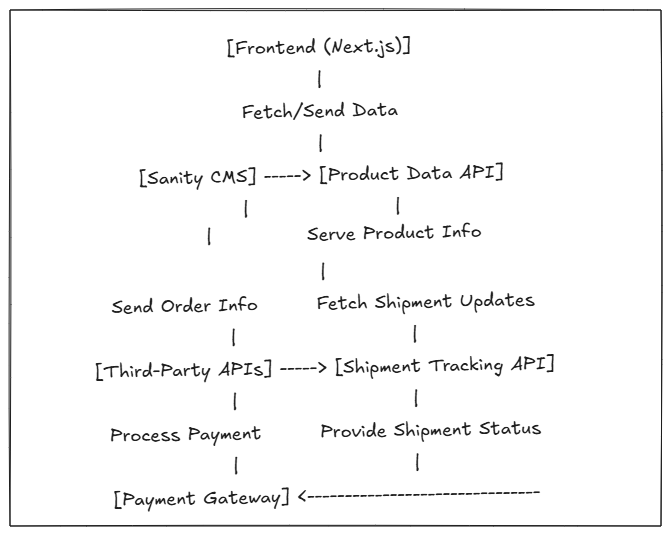 [Frontend (Next.js)]
|
Fetch/Send Data
|
[Sanity CMS] -----> [Product Data API]
| |
| Serve Product Info
|
Send Order Info Fetch Shipment Updates
| |
[Third-Party APIs] -----> [Shipment Tracking API]
| |
Process Payment Provide Shipment Status
| |
[Payment Gateway] <-------------------------------